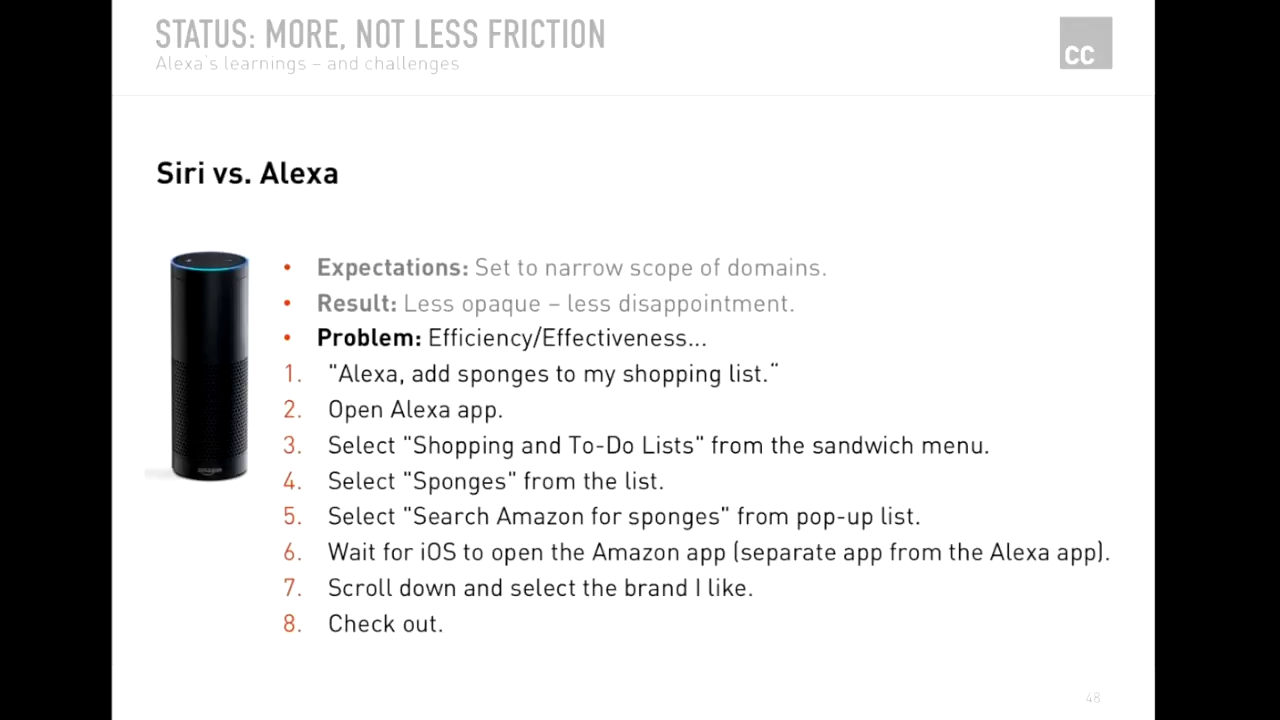 STATUS: MORE, NOT LESS FRICTION
Alexa's learnings – and challenges
CC
Siri vs. Alexa
• Expectations: Set to narrow scope of domains.
• Result: Less opaque – less disappointment.
• Problem: Efficiency/Effectiveness...
1. "Alexa, add sponges to my shopping list."
2. Open Alexa app.
3. Select "Shopping and To-Do Lists" from the sandwich menu.
4. Select "Sponges" from the list.
5. Select "Search Amazon for sponges" from pop-up list.
6. Wait for iOS to open the Amazon app (separate app from the Alexa app).
7. Scroll down and select the brand I like.
8. Check out.
amazon
48